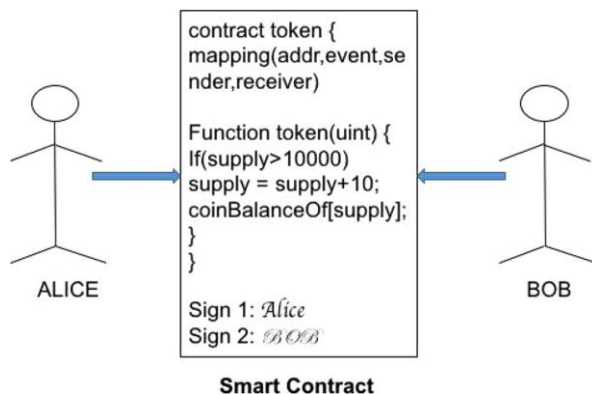 contract token {
mapping(addr,event,se
nder,receiver)
Function token(uint) {
If(supply>10000)
supply = supply+10;
coinBalanceOf[supply];
}
}
ALICE
BOB
Sign 1: Alice
Sign 2: BOB
Smart Contract